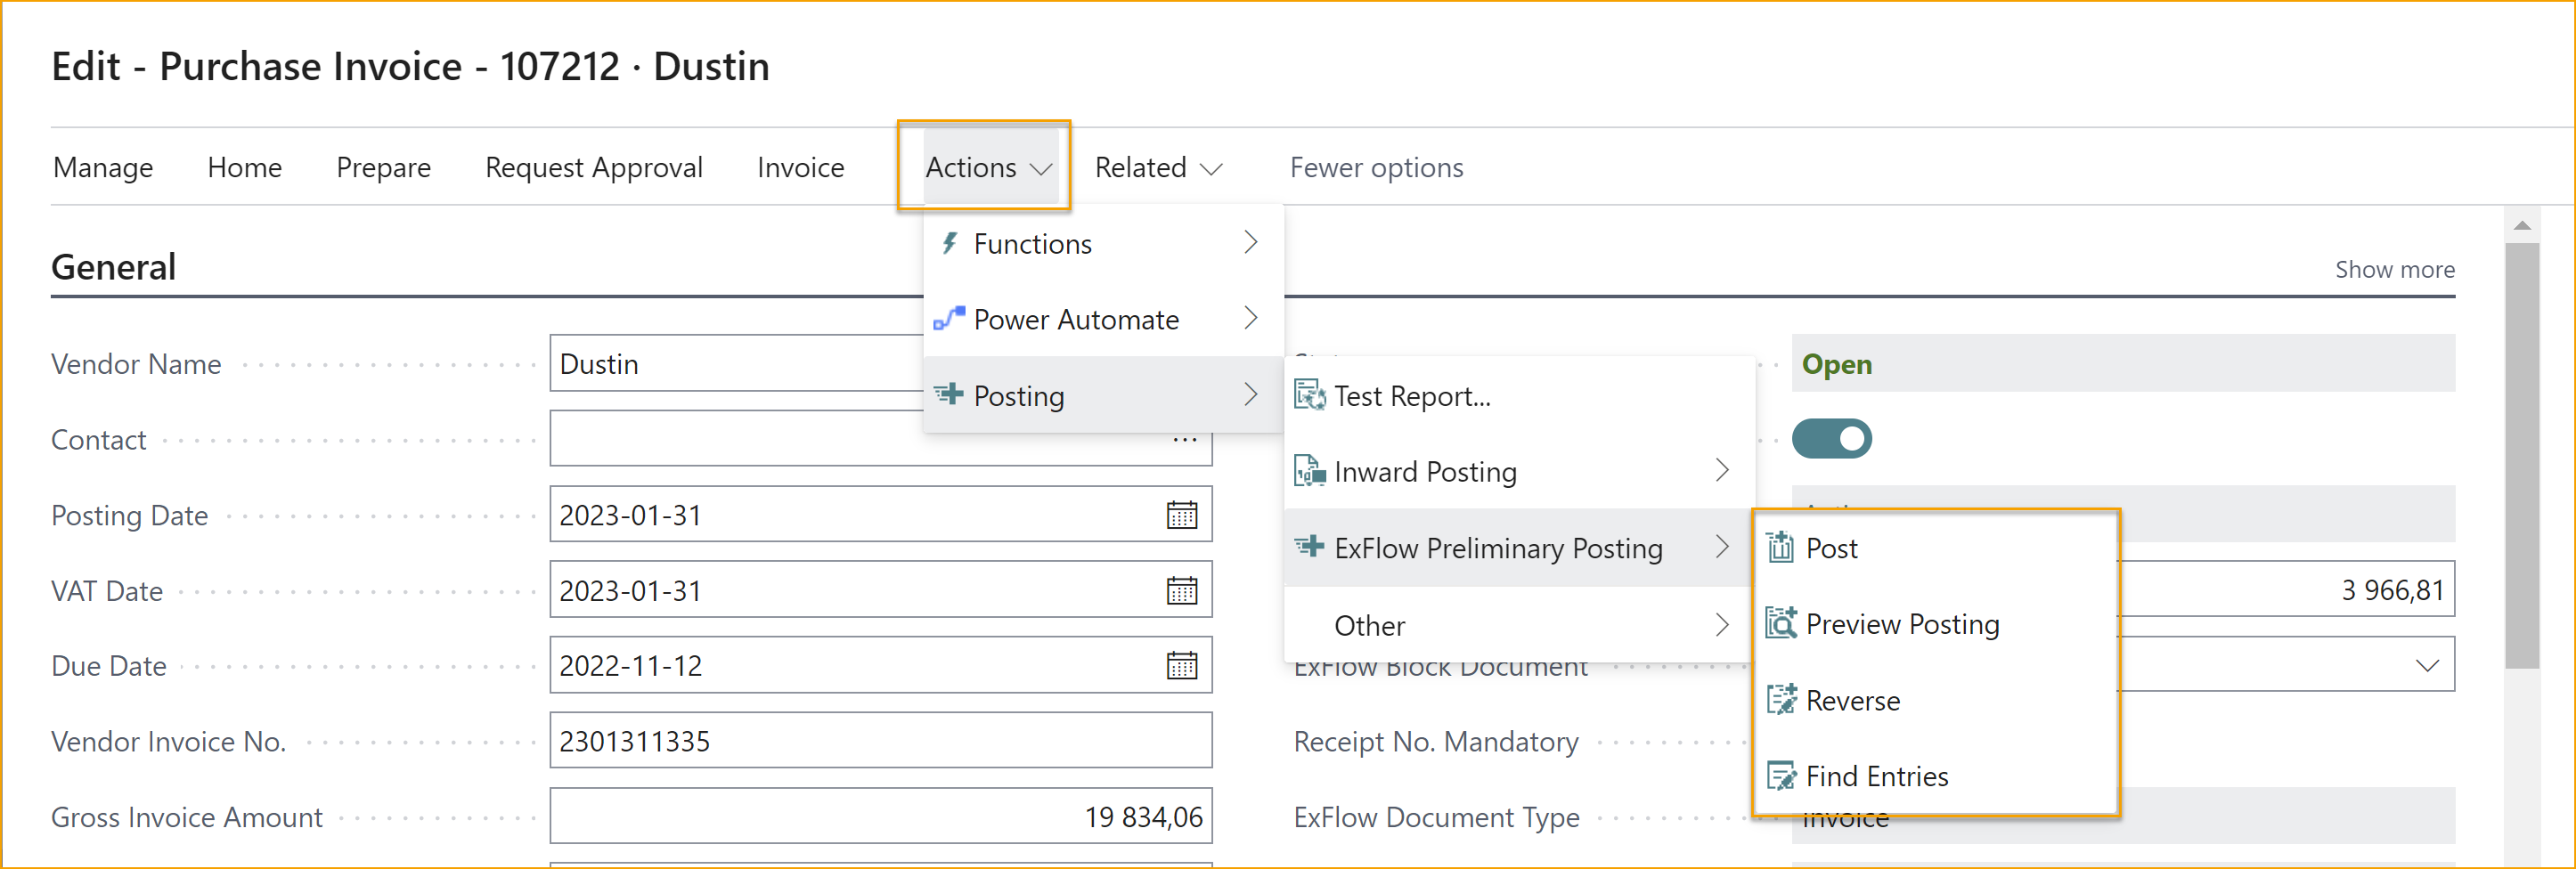 Edit - Purchase Invoice - 107212 · Dustin
Manage Home Prepare Request Approval Invoice Actions Related Fewer options
General Show more
Functions
Power Automate
Posting
Test Report...
Inward Posting
ExFlow Preliminary Posting
Other
Post
Preview Posting
Reverse
Find Entries
Vendor Name Dustin Open
Contact ...
Posting Date 2023-01-31
VAT Date 2023-01-31 3 966,81
Due Date 2022-11-12 ExFlow Block Document
Vendor Invoice No. 2301311335 Receipt No. Mandatory
Gross Invoice Amount 19 834,06 ExFlow Document Type Invoice